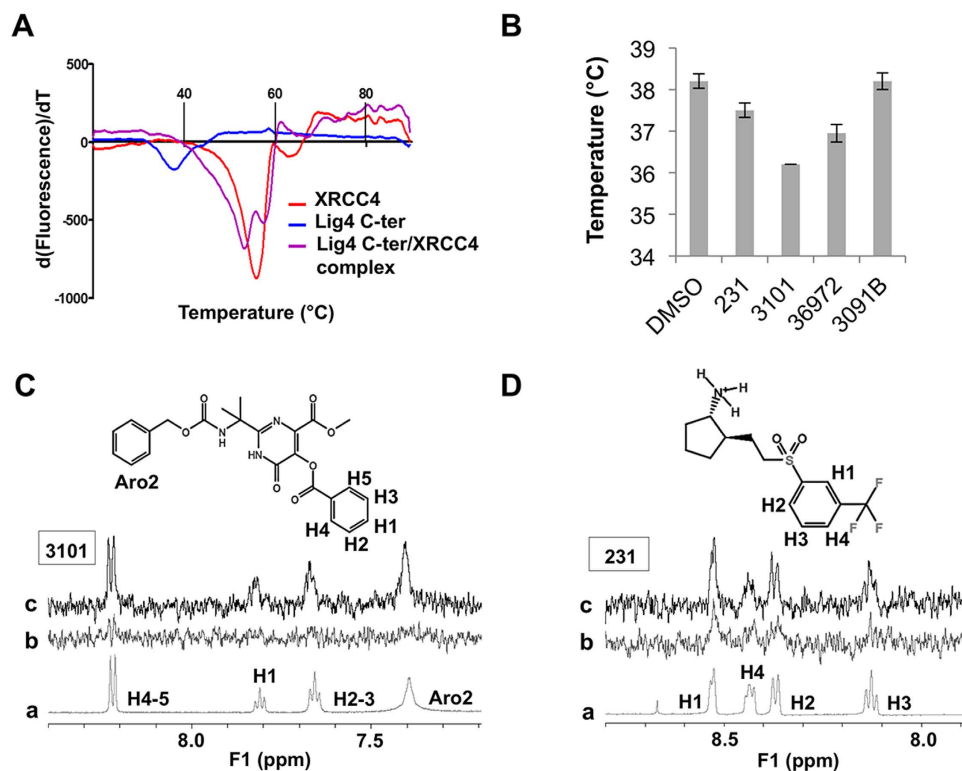 A
d(Fluorescence)/dT
500
0
-500
-1000
40 60 80
XRCC4
Lig4 C-ter
Lig4 C-ter/XRCC4
complex
Temperature (°C)
B
Temperature (°C)
39
38
37
36
35
34
DMSO
231
3101
36972
3091B
C
Aro2
O
O
N
H
N
HN
O
O
O
O
O
H5
H3
H1
H2
H4
3101
c
b
a
H4-5
H1
H2-3
Aro2
8.0 7.5
F1 (ppm)
D
H
N+
H
H
O
O
S
H1
H2
H3
H4
F
F
F
231
c
b
a
H1
H4
H2
H3
8.5 8.0
F1 (ppm)